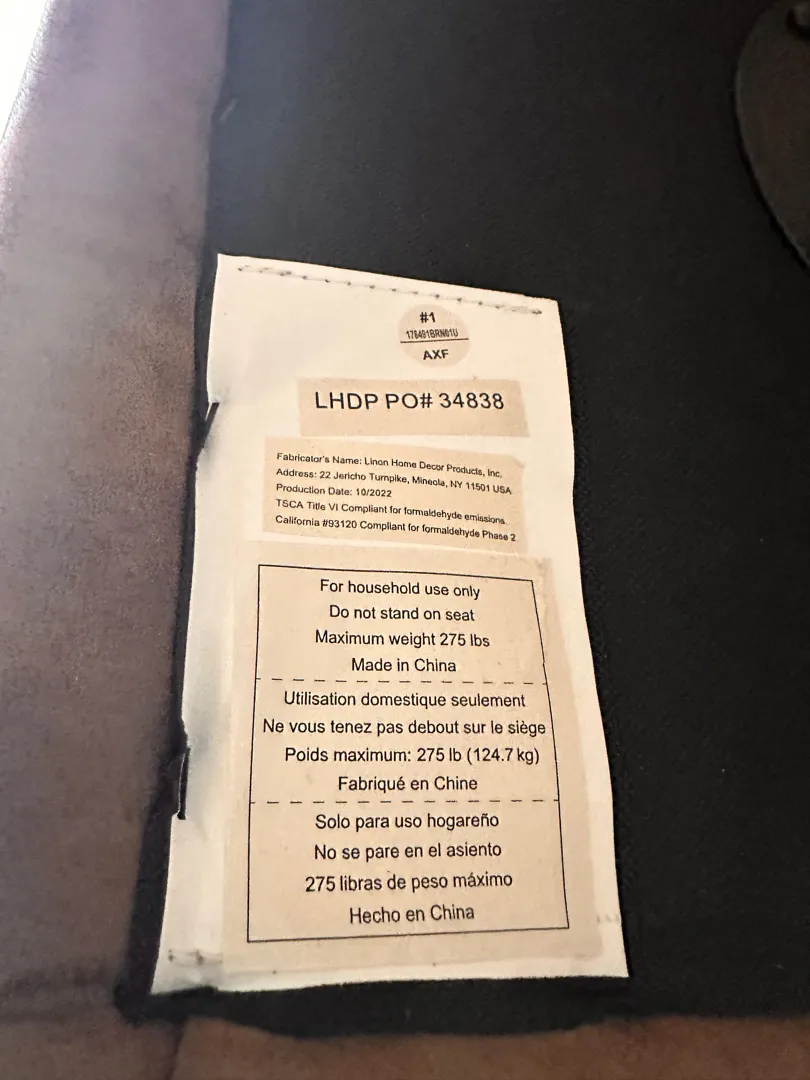 #1
178491BRN01U
AXF
LHDP PO# 34838
Fabricator's Name: Linon Home Decor Products, Inc.
Address: 22 Jericho Turnpike, Mineola, NY 11501 USA
Production Date: 10/2022
TSCA Title VI Compliant for formaldehyde emissions
California #93120 Compliant for formaldehyde Phase 2
For household use only
Do not stand on seat
Maximum weight 275 lbs
Made in China
Utilisation domestique seulement
Ne vous tenez pas debout sur le siège
Poids maximum: 275 lb (124.7 kg)
Fabriqué en Chine
Solo para uso hogareño
No se pare en el asiento
275 libras de peso máximo
Hecho en China